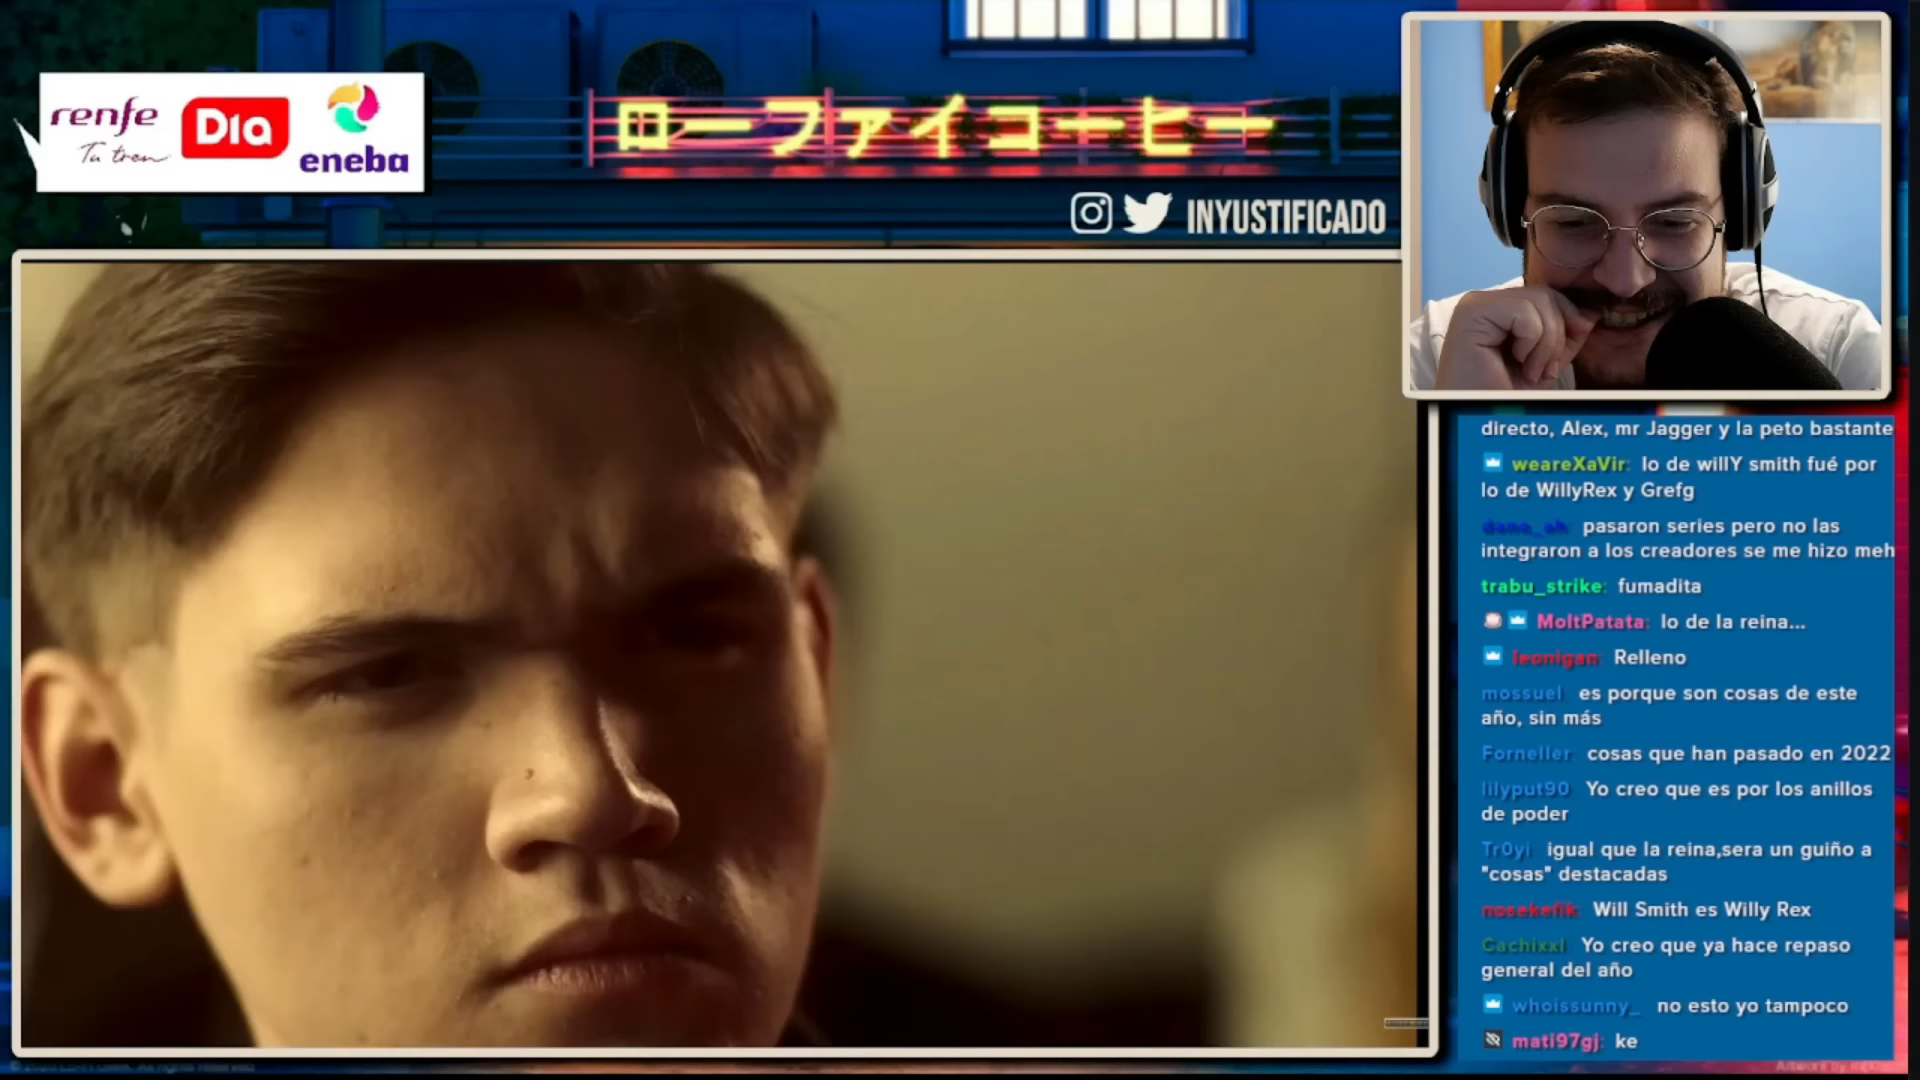 renfe
Tu tren
Dia
eneba
ローファイコーヒー
INYUSTIFICADO
directo, Alex, mr Jagger y la peto bastante
weareXaVir: lo de willY smith fué por
lo de WillyRex y Grefg
dano_ah pasaron series pero no las
integraron a los creadores se me hizo meh
trabu_strike: fumadita
MoltPatata: lo de la reina...
leonigan: Relleno
mossuel es porque son cosas de este
año, sin más
Forneller cosas que han pasado en 2022
lilyput90 Yo creo que es por los anillos
de poder
Tr0yi igual que la reina,sera un guiño a
"cosas" destacadas
nosekefik: Will Smith es Willy Rex
Cachixxl Yo creo que ya hace repaso
general del año
whoissunny_ no esto yo tampoco
mati97gj: ke